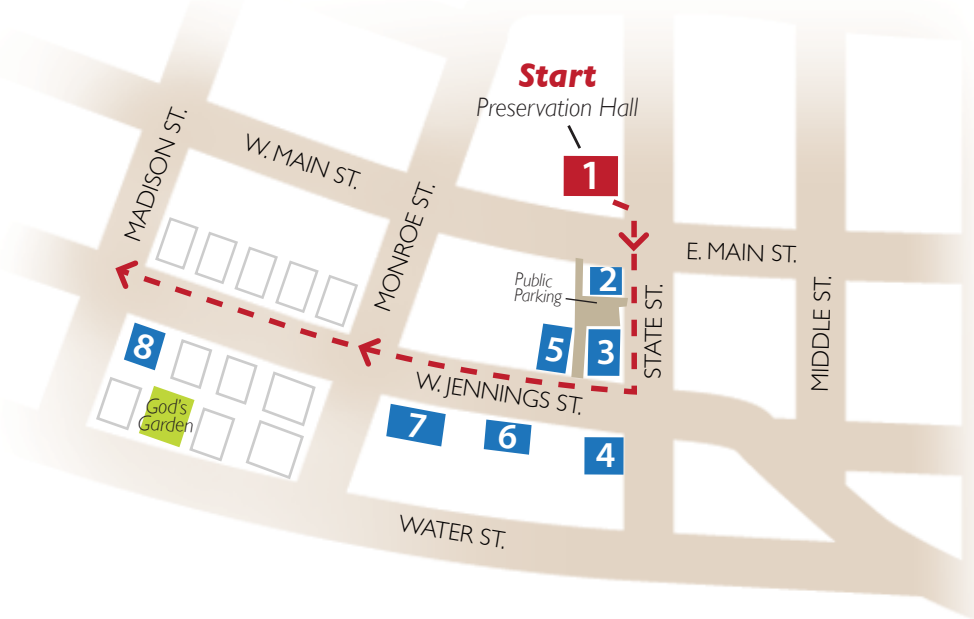 Start
Preservation Hall
1
MADISON ST.
W. MAIN ST.
MONROE ST.
E. MAIN ST.
2
Public
Parking
STATE ST.
MIDDLE ST.
5
3
8
W. JENNINGS ST.
God's
Garden
7
6
4
WATER ST.